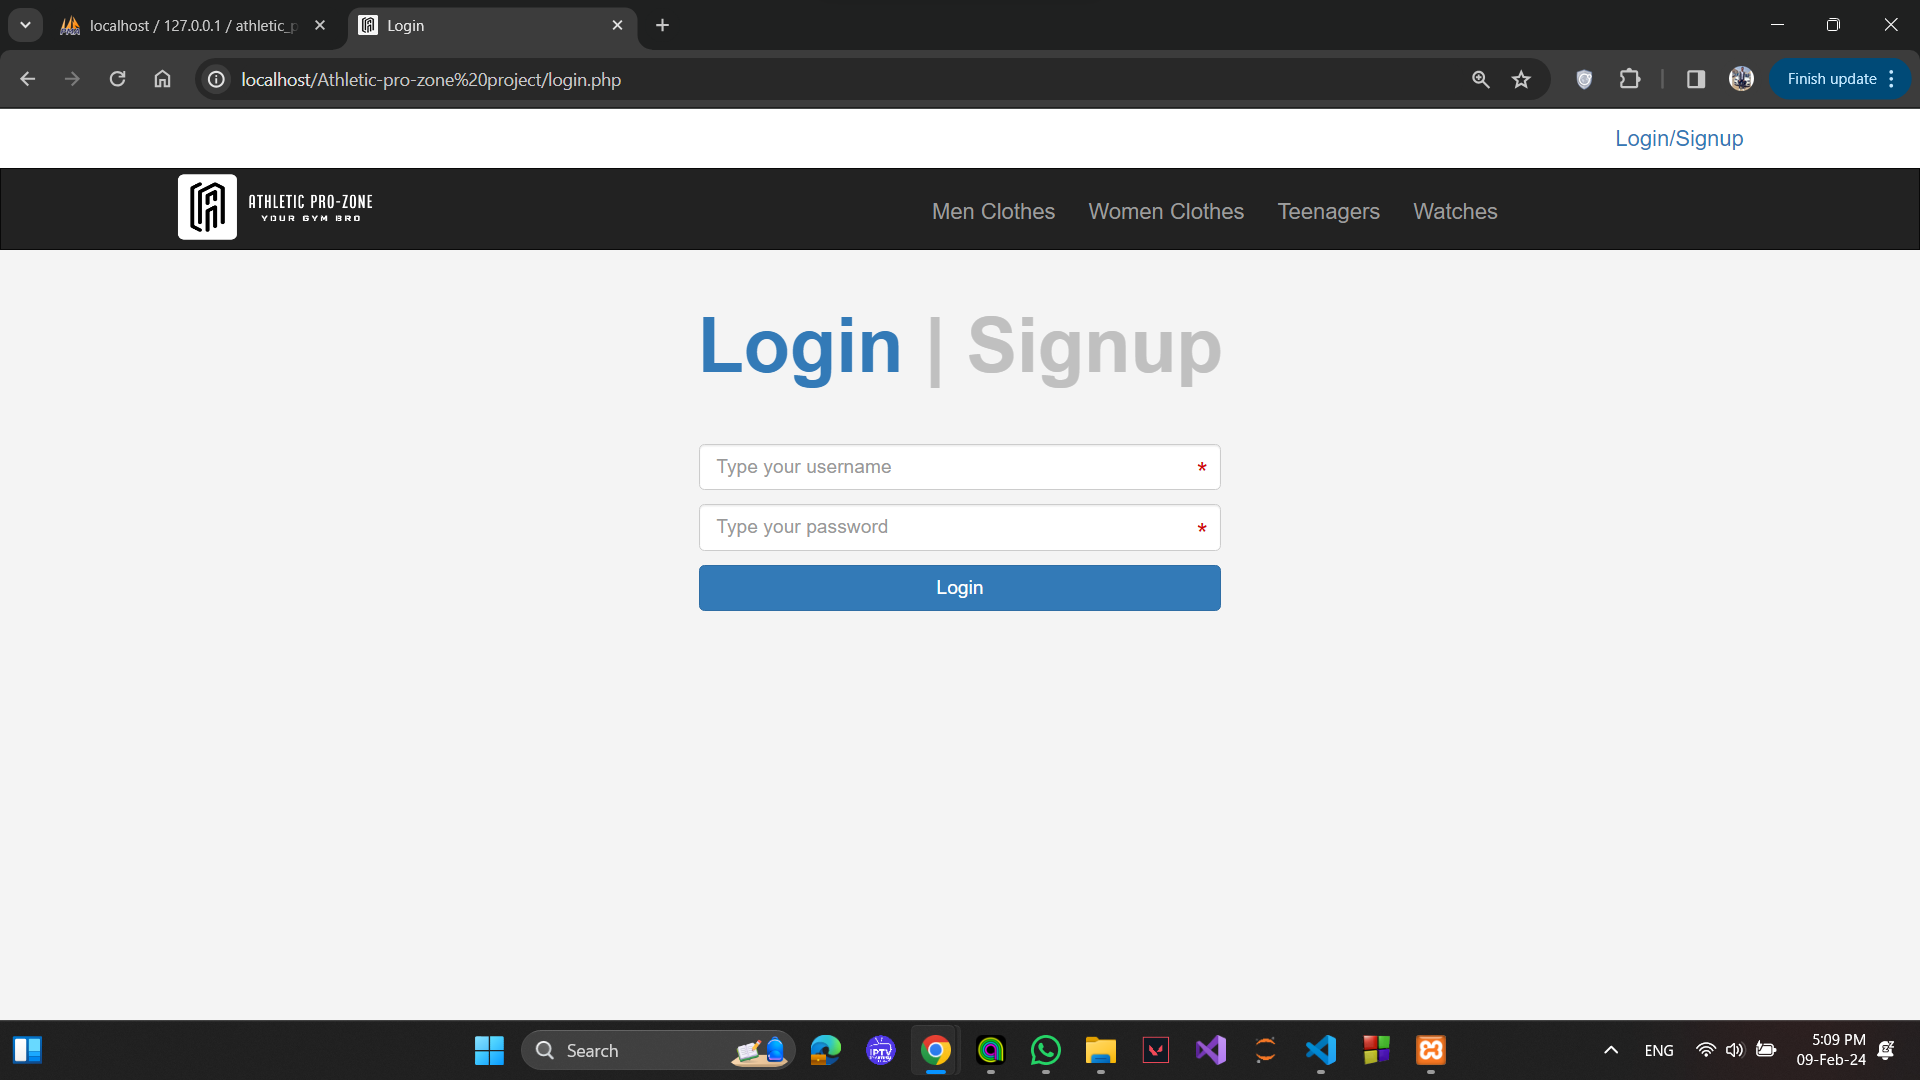 localhost / 127.0.0.1 / athletic_p
Login
localhost/Athletic-pro-zone%20project/login.php
Finish update
Login/Signup
ATHLETIC PRO-ZONE
YOUR GYM BRO
Men Clothes Women Clothes Teenagers Watches
Login | Signup
Type your username *
Type your password *
Login
Search
IPTV
ENG
5:09 PM
09-Feb-24